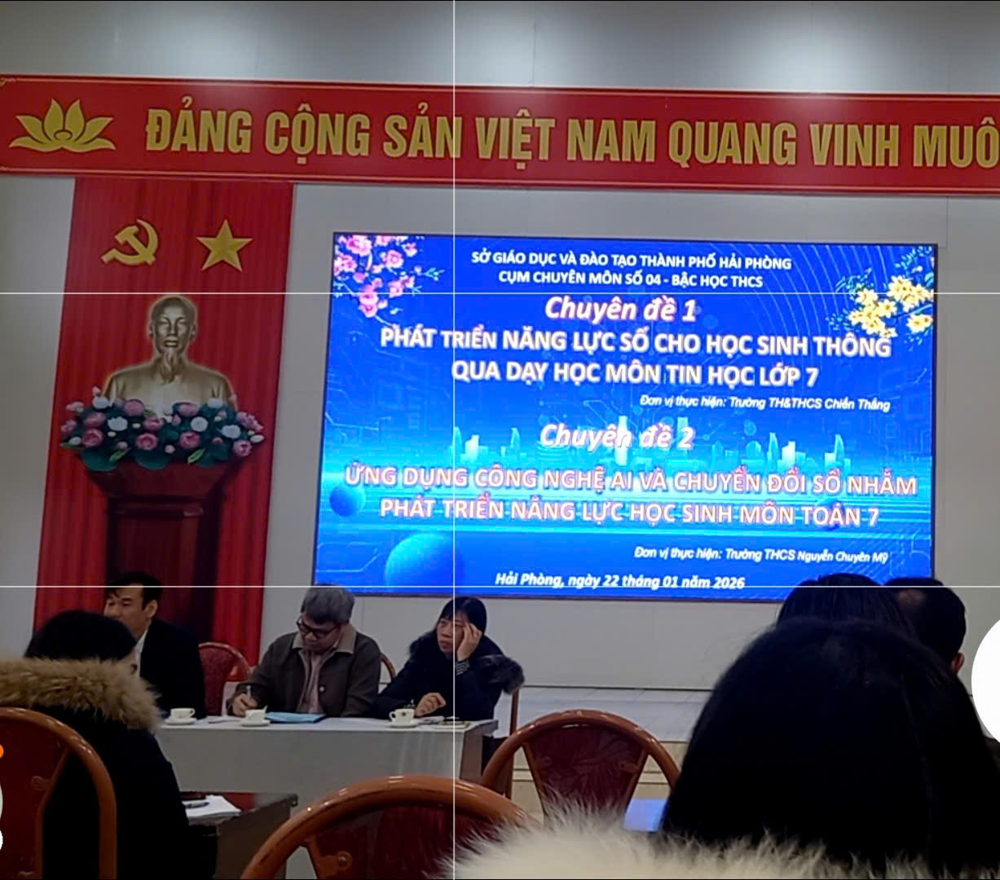 ĐẢNG CỘNG SẢN VIỆT NAM QUANG VINH MUÔ
SỞ GIÁO DỤC VÀ ĐÀO TẠO THÀNH PHỐ HẢI PHÒNG
CỤM CHUYÊN MÔN SỐ 04 - BẬC HỌC THCS
Chuyên đề 1
PHÁT TRIỂN NĂNG LỰC SỐ CHO HỌC SINH THÔNG
QUA DẠY HỌC MÔN TIN HỌC LỚP 7
Đơn vị thực hiện: Trường TH&THCS Chiến Thắng
Chuyên đề 2
ỨNG DỤNG CÔNG NGHỆ AI VÀ CHUYỂN ĐỔI SỐ NHẰM
PHÁT TRIỂN NĂNG LỰC HỌC SINH MÔN TOÁN 7
Đơn vị thực hiện: Trường THCS Nguyễn Chuyên Mỹ
Hải Phòng, ngày 22 tháng 01 năm 2026